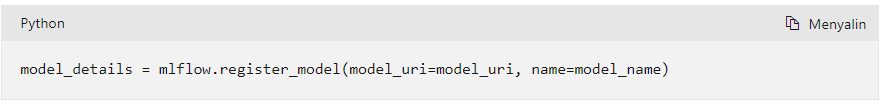 Python
Menyalin
model_details = mlflow.register_model(model_uri=model_uri, name=model_name)